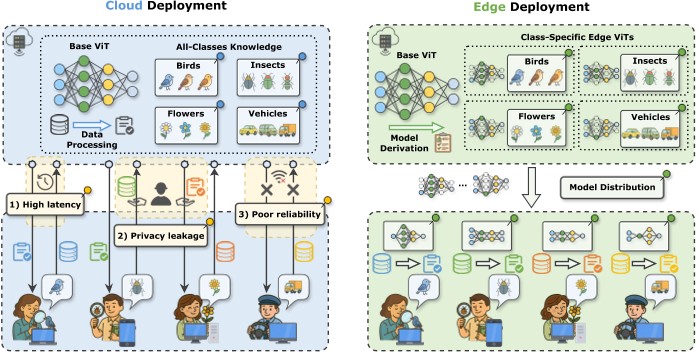 Cloud Deployment
Base ViT
All-Classes Knowledge
Birds
Insects
Flowers
Vehicles
Data
Processing
1) High latency
2) Privacy leakage
3) Poor reliability
Edge Deployment
Base ViT
Class-Specific Edge ViTs
Birds
Insects
Flowers
Vehicles
Model
Derivation
...
Model Distribution